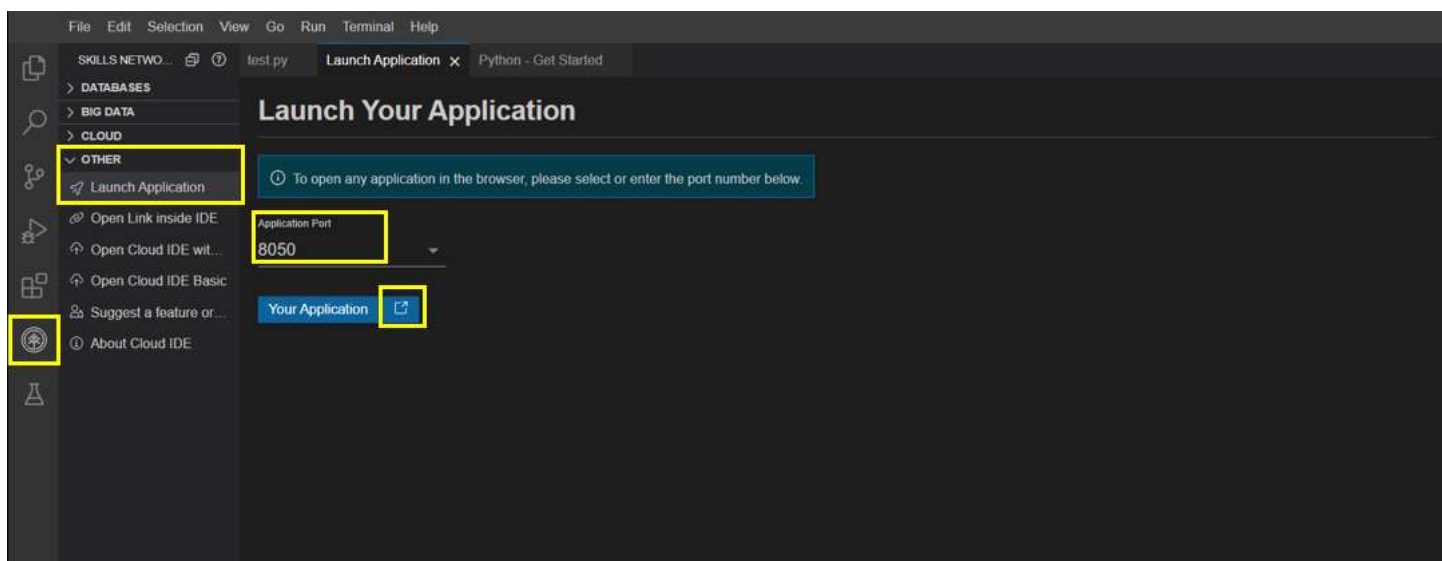 File Edit Selection View Go Run Terminal Help
SKILLS NETWO...
test.py Launch Application Python - Get Started
DATABASES
BIG DATA
CLOUD
OTHER
Launch Application
Open Link inside IDE
Open Cloud IDE wit...
Open Cloud IDE Basic
Suggest a feature or...
About Cloud IDE
Launch Your Application
To open any application in the browser, please select or enter the port number below.
Application Port
8050
Your Application